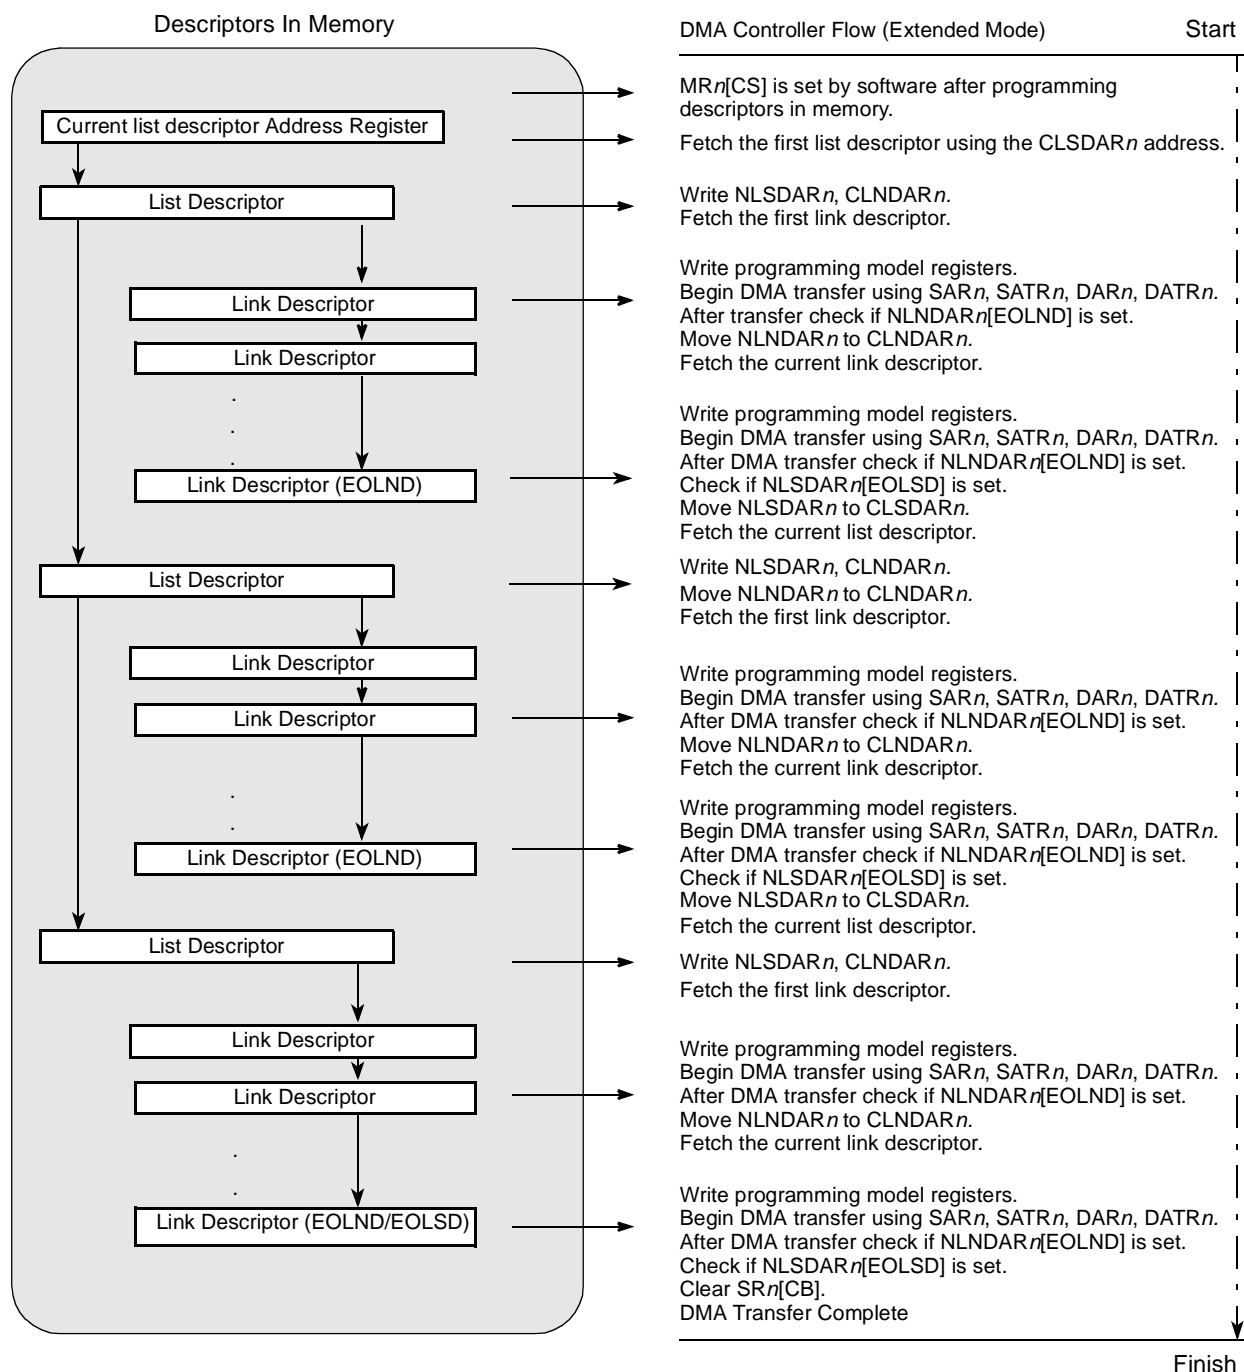 Descriptors In Memory
Current list descriptor Address Register
List Descriptor
Link Descriptor
Link Descriptor
.
.
.
Link Descriptor (EOLND)
List Descriptor
Link Descriptor
Link Descriptor
.
.
Link Descriptor (EOLND)
List Descriptor
Link Descriptor
Link Descriptor
.
.
Link Descriptor (EOLND/EOLSD)
DMA Controller Flow (Extended Mode)
Start
MRn[CS] is set by software after programming
descriptors in memory.
Fetch the first list descriptor using the CLSDARn address.
Write NLSDARn, CLNDARn.
Fetch the first link descriptor.
Write programming model registers.
Begin DMA transfer using SARn, SATRn, DARn, DATRn.
After transfer check if NLNDARn[EOLND] is set.
Move NLNDARn to CLNDARn.
Fetch the current link descriptor.
Write programming model registers.
Begin DMA transfer using SARn, SATRn, DARn, DATRn.
After DMA transfer check if NLNDARn[EOLND] is set.
Check if NLSDARn[EOLSD] is set.
Move NLSDARn to CLSDARn.
Fetch the current list descriptor.
Write NLSDARn, CLNDARn.
Move NLNDARn to CLNDARn.
Fetch the first link descriptor.
Write programming model registers.
Begin DMA transfer using SARn, SATRn, DARn, DATRn.
After DMA transfer check if NLNDARn[EOLND] is set.
Move NLNDARn to CLNDARn.
Fetch the current link descriptor.
Write programming model registers.
Begin DMA transfer using SARn, SATRn, DARn, DATRn.
After DMA transfer check if NLNDARn[EOLND] is set.
Check if NLSDARn[EOLSD] is set.
Move NLSDARn to CLSDARn.
Fetch the current list descriptor.
Write NLSDARn, CLNDARn.
Fetch the first link descriptor.
Write programming model registers.
Begin DMA transfer using SARn, SATRn, DARn, DATRn.
After DMA transfer check if NLNDARn[EOLND] is set.
Move NLNDARn to CLNDARn.
Fetch the current link descriptor.
Write programming model registers.
Begin DMA transfer using SARn, SATRn, DARn, DATRn.
After DMA transfer check if NLNDARn[EOLND] is set.
Check if NLSDARn[EOLSD] is set.
Clear SRn[CB].
DMA Transfer Complete
Finish